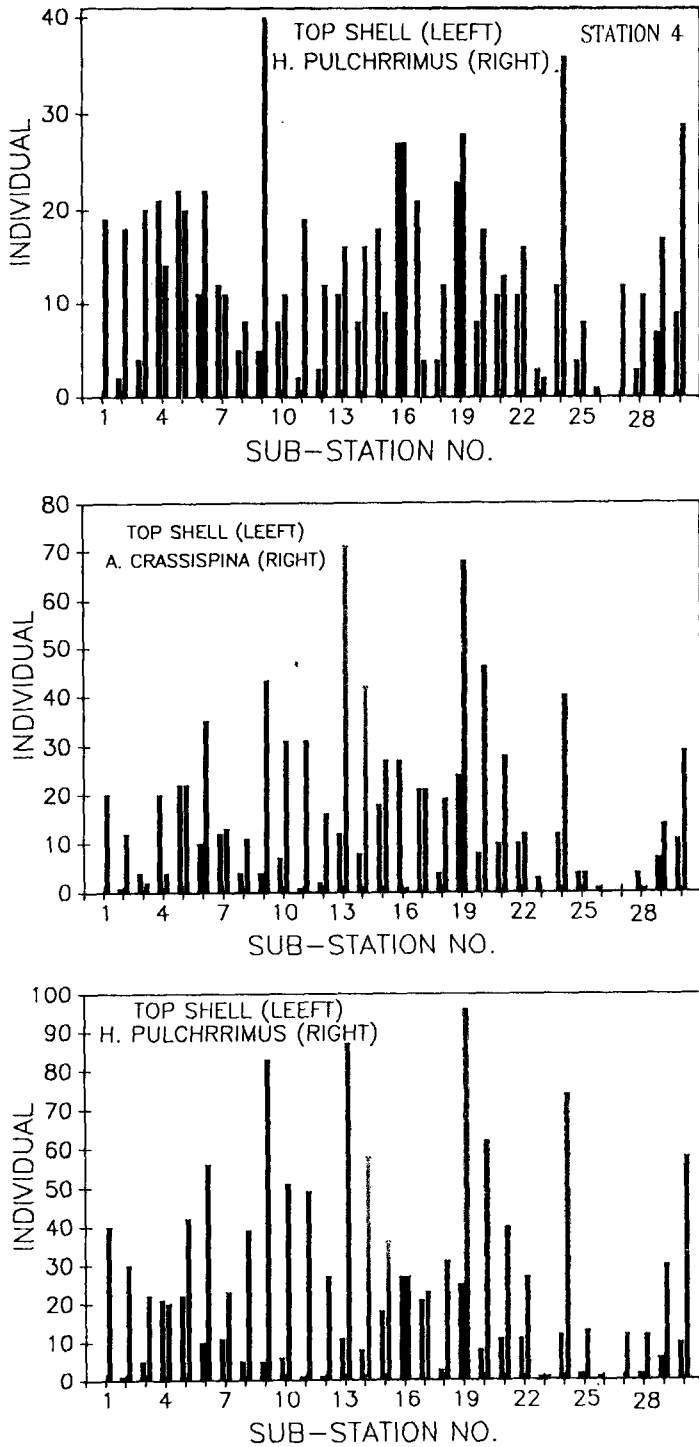 TOP SHELL (LEEFT) STATION 4
H. PULCHRRIMUS (RIGHT)
40
30
20
10
0
INDIVIDUAL
1 4 7 10 13 16 19 22 25 28
SUB-STATION NO.
80
70
60
50
40
30
20
10
0
INDIVIDUAL
TOP SHELL (LEEFT)
A. CRASSISPINA (RIGHT)
1 4 7 10 13 16 19 22 25 28
SUB-STATION NO.
100
90
80
70
60
50
40
30
20
10
0
INDIVIDUAL
TOP SHELL (LEEFT)
H. PULCHRRIMUS (RIGHT)
1 4 7 10 13 16 19 22 25 28
SUB-STATION NO.